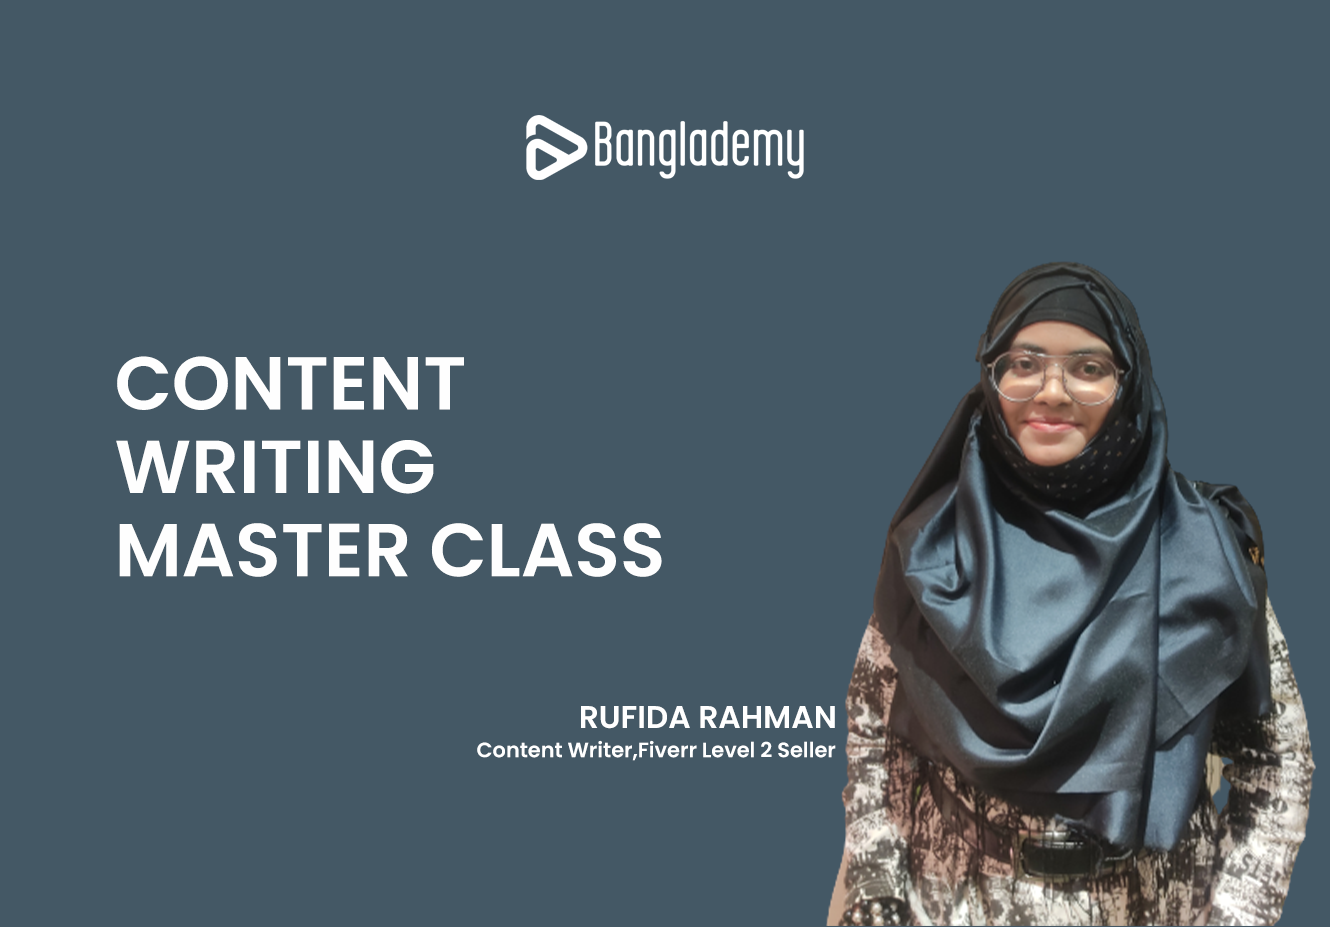 Banglademy
CONTENT
WRITING
MASTER CLASS
RUFIDA RAHMAN
Content Writer,Fiverr Level 2 Seller